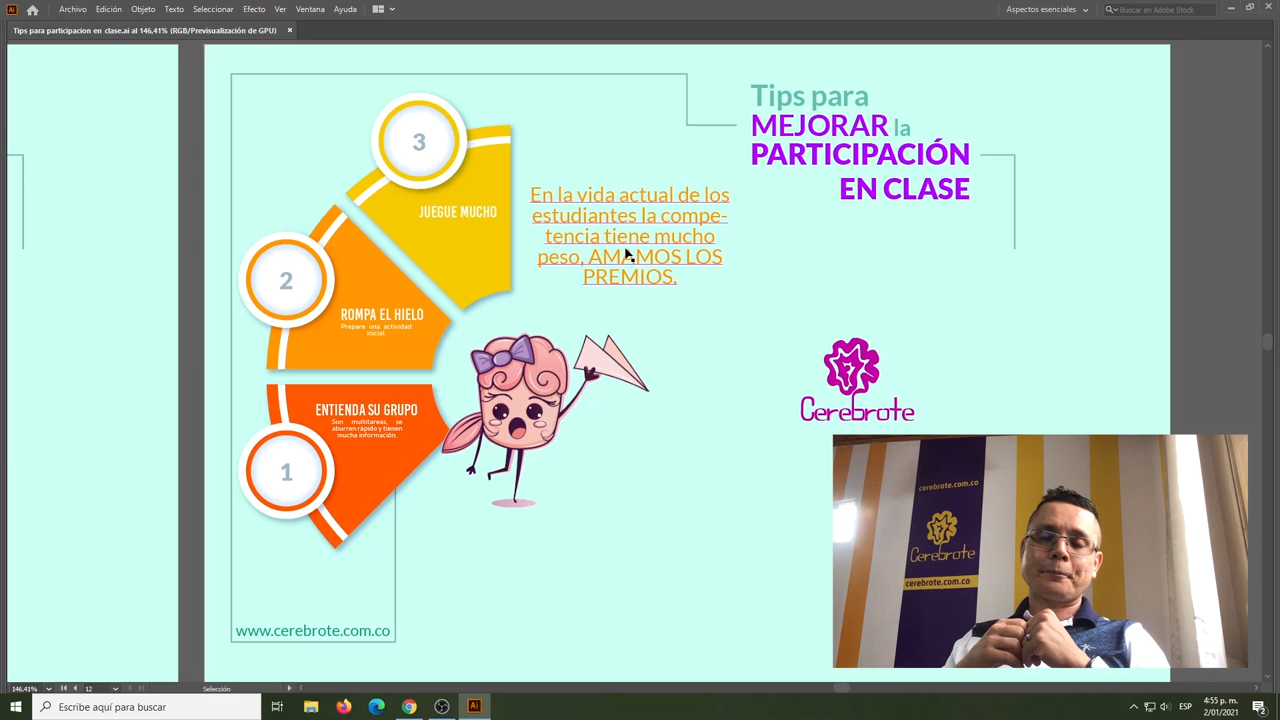 Archivo Edición Objeto Texto Seleccionar Efecto Ver Ventana Ayuda
Aspectos esenciales
Buscar en Adobe Stock
Tips para participacion en clase.ai al 146,41% (RGB/Previsualización de GPU)
Tips para
MEJORAR la
PARTICIPACIÓN
EN CLASE
3
JUEGUE MUCHO
En la vida actual de los
estudiantes la compe-
tencia tiene mucho
peso, AMAMOS LOS
PREMIOS.
2
ROMPA EL HIELO
Prepare una actividad
inicial.
1
ENTIENDA SU GRUPO
Son multitareas, se
aburren rápido y tienen
mucha información.
Cerebrote
cerebrote.com.co
Cerebrote
cerebrote.com.co
www.cerebrote.com.co
146,41%
12
Selección
Escribe aquí para buscar
Ai
ESP
4:55 p. m.
2/01/2021
2